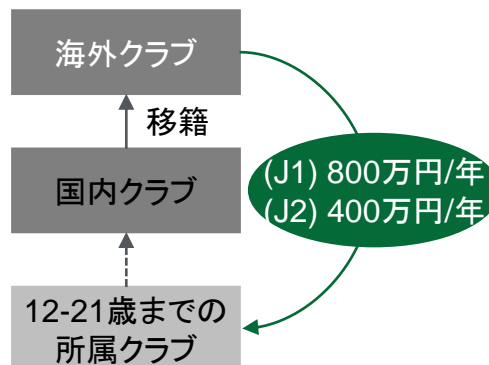 海外クラブ
移籍
(J1) 800万円/年
(J2) 400万円/年
国内クラブ
12-21歳までの
所属クラブ